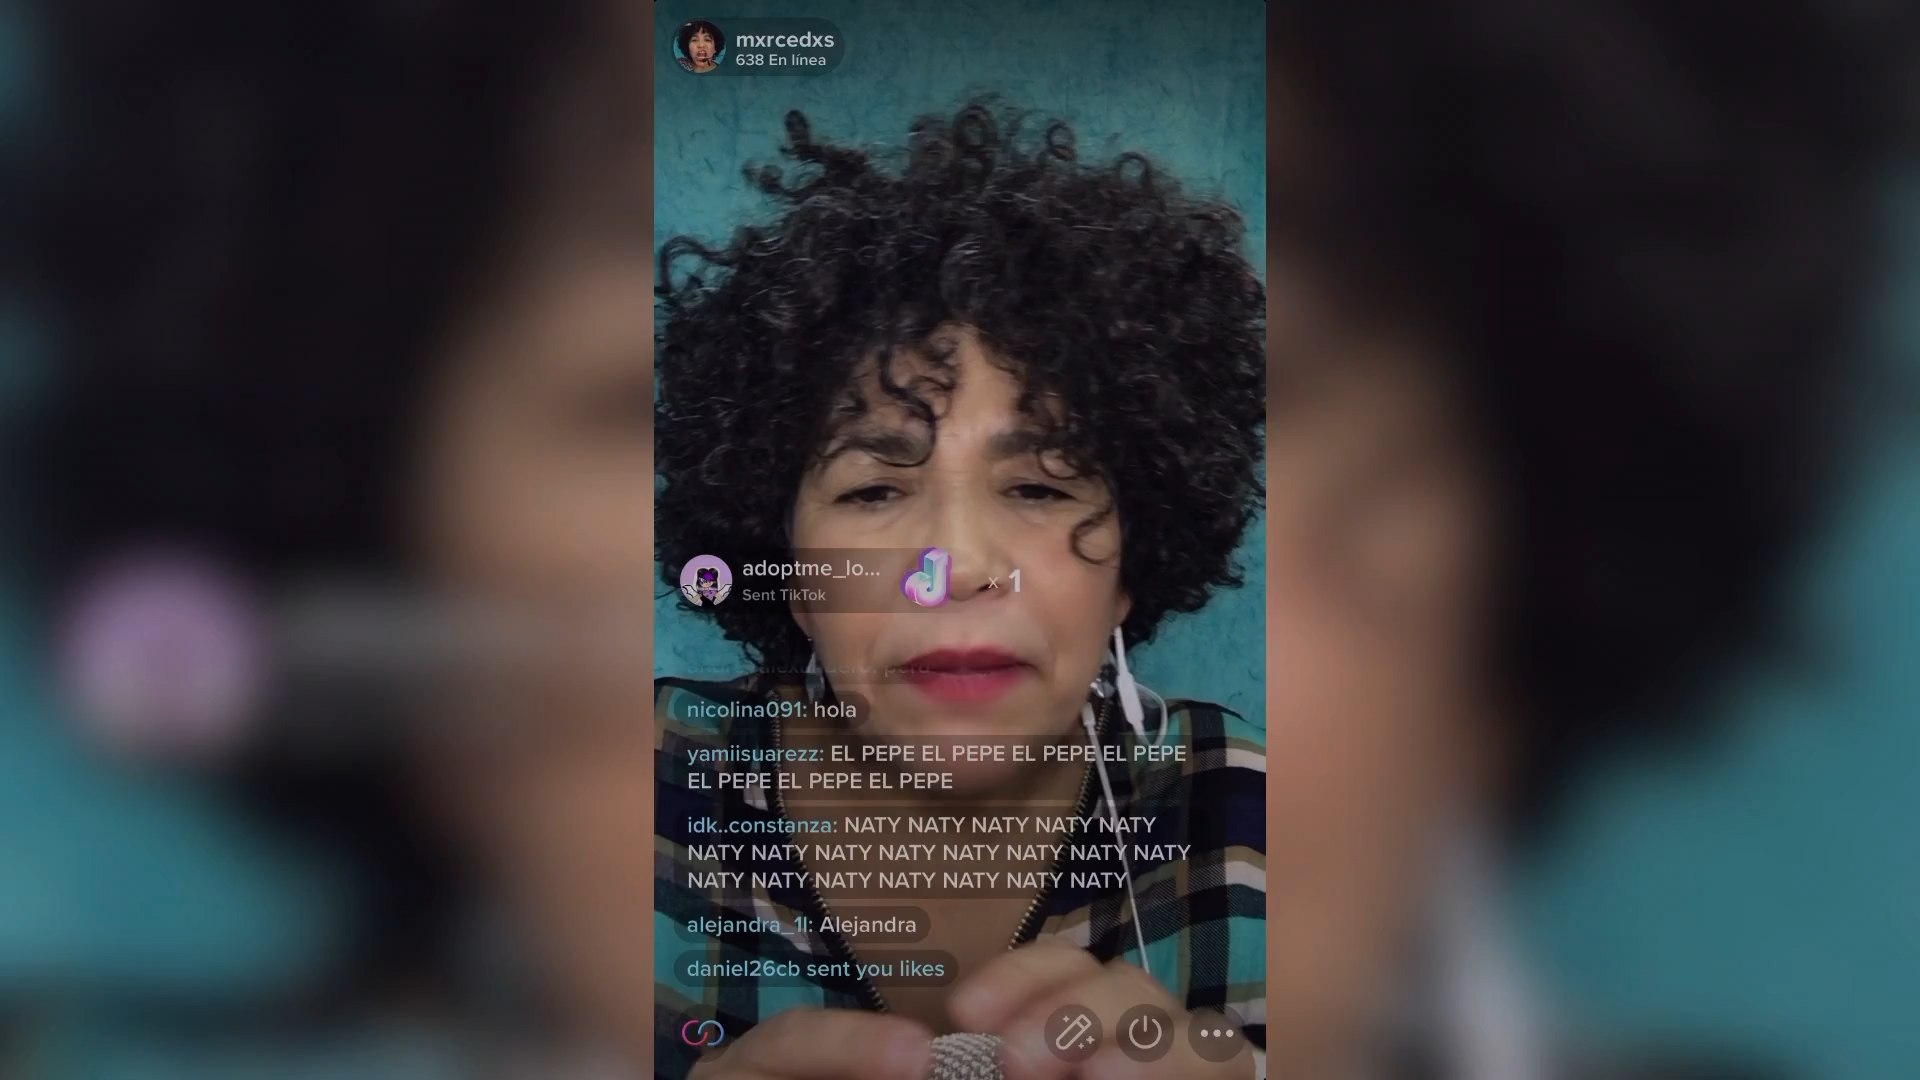 mxrcedxs
638 En línea
adoptme_lo...
Sent TikTok
x 1
nicolina091: hola
yamiisuarezz: EL PEPE EL PEPE EL PEPE EL PEPE
EL PEPE EL PEPE EL PEPE
idk..constanza: NATY NATY NATY NATY NATY
NATY NATY NATY NATY NATY NATY NATY NATY
NATY NATY NATY NATY NATY NATY NATY
alejandra_1l: Alejandra
daniel26cb sent you likes